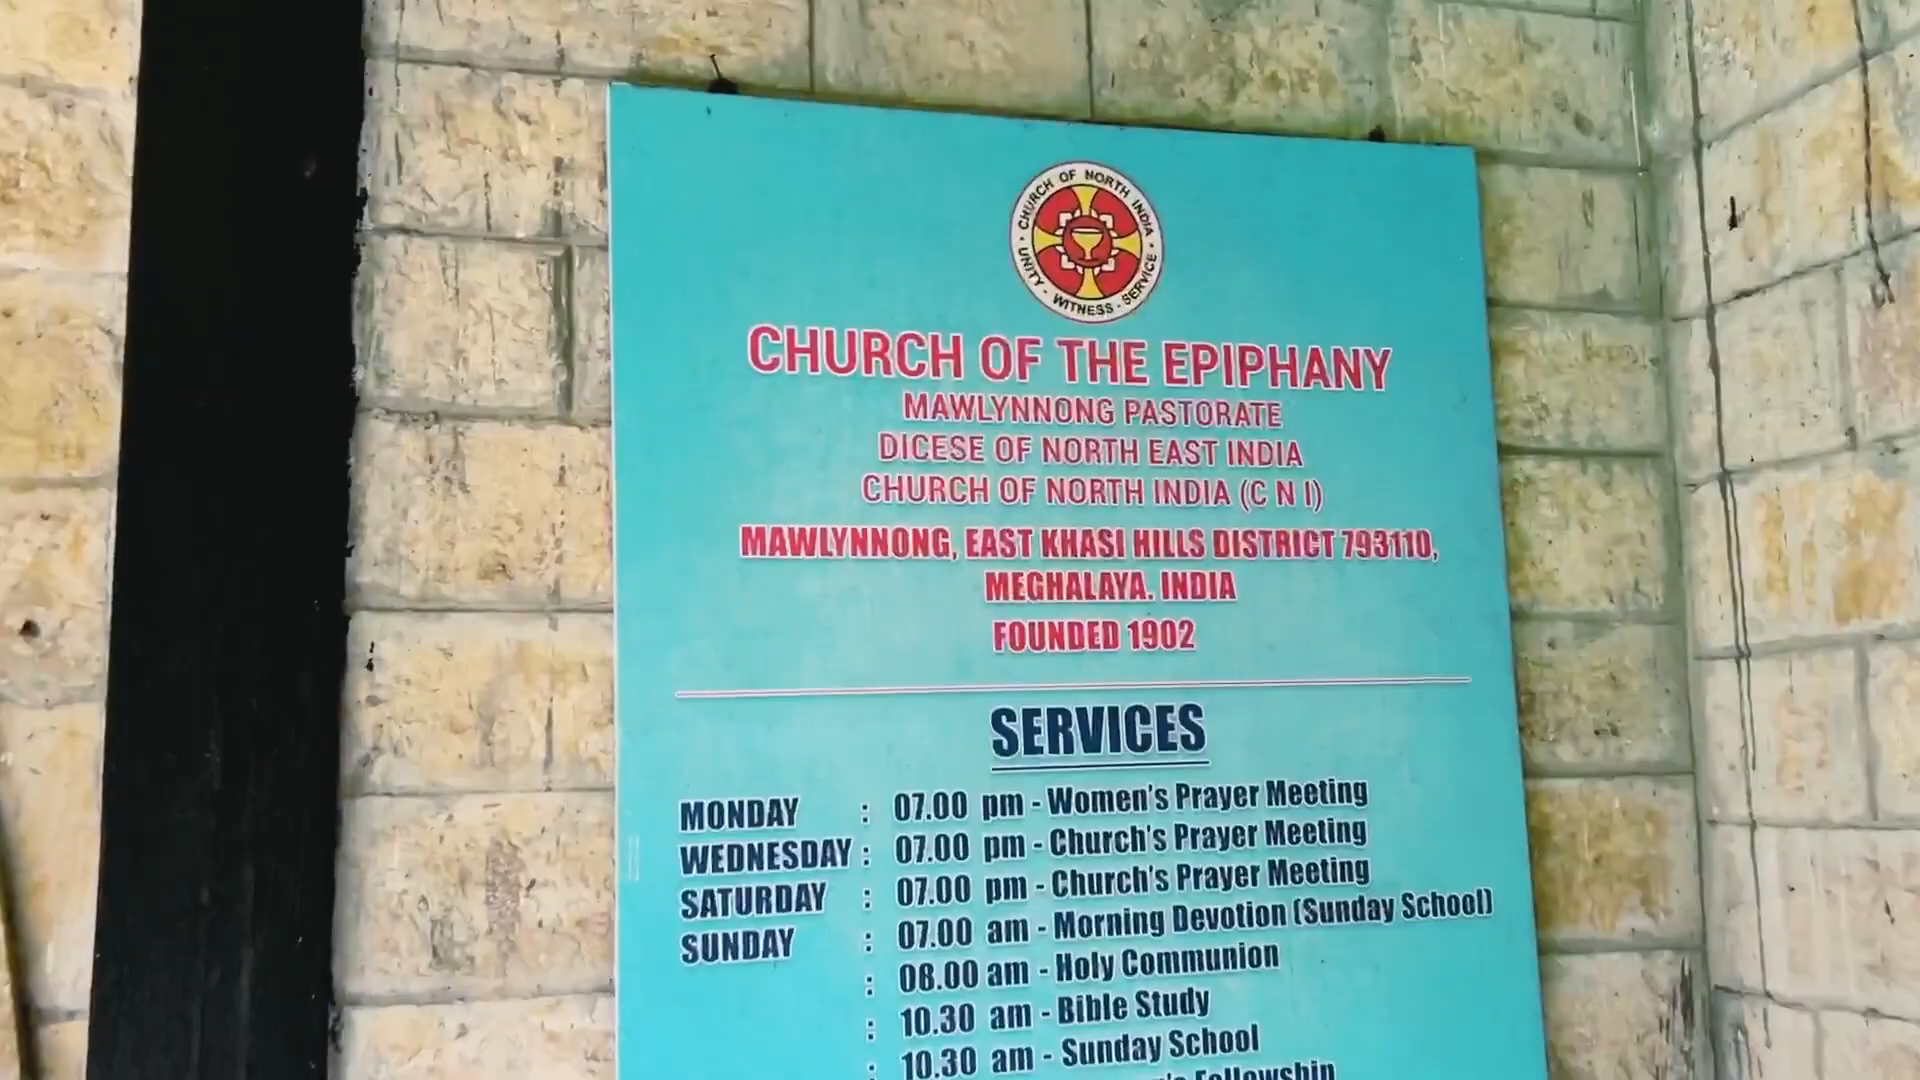 CHURCH OF NORTH INDIA
UNITY - WITNESS - SERVICE
CHURCH OF THE EPIPHANY
MAWLYNNONG PASTORATE
DICESE OF NORTH EAST INDIA
CHURCH OF NORTH INDIA (C N I)
MAWLYNNONG, EAST KHASI HILLS DISTRICT 793110,
MEGHALAYA. INDIA
FOUNDED 1902
SERVICES
MONDAY : 07.00 pm - Women's Prayer Meeting
WEDNESDAY : 07.00 pm - Church's Prayer Meeting
SATURDAY : 07.00 pm - Church's Prayer Meeting
SUNDAY : 07.00 am - Morning Devotion (Sunday School)
: 08.00 am - Holy Communion
: 10.30 am - Bible Study
: 10.30 am - Sunday School
Fellowship